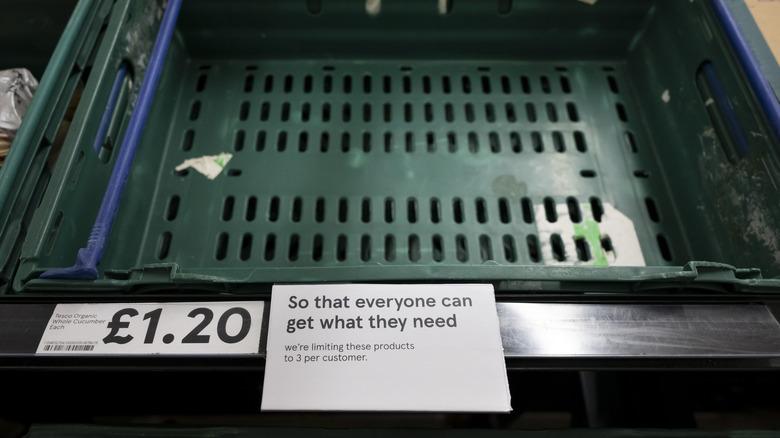 Tesco Organic
Whole Cucumber
Each
£1.20
So that everyone can
get what they need
we're limiting these products
to 3 per customer.